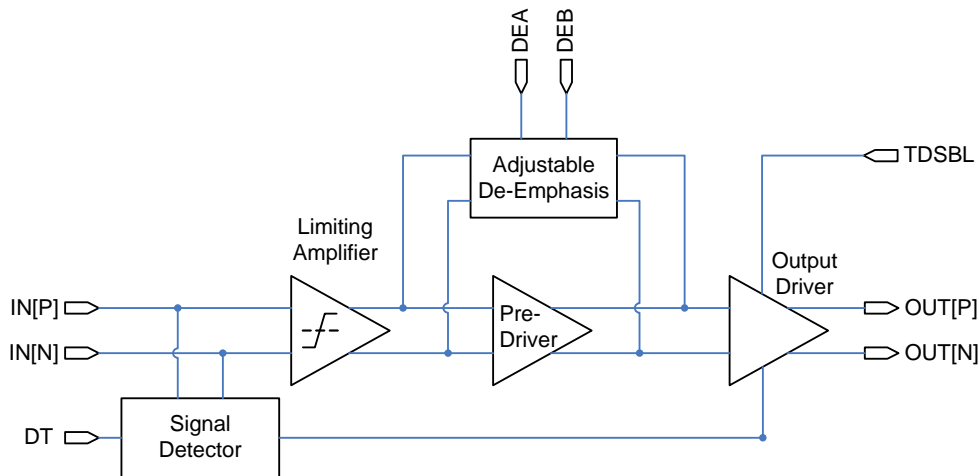 DEA
DEB
Adjustable
De-Emphasis
TDSBL
Limiting
Amplifier
Output
Driver
IN[P]
Pre-
Driver
OUT[P]
IN[N]
OUT[N]
DT
Signal
Detector